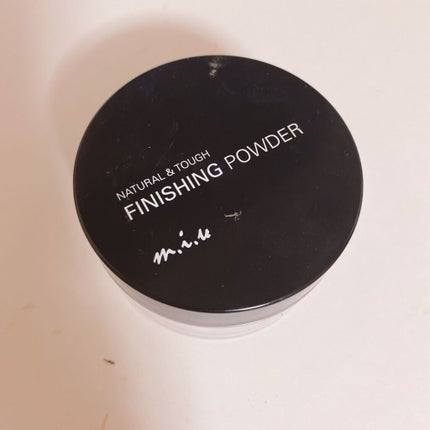 NATURAL & TOUGH
FINISHING POWDER
m.i.u